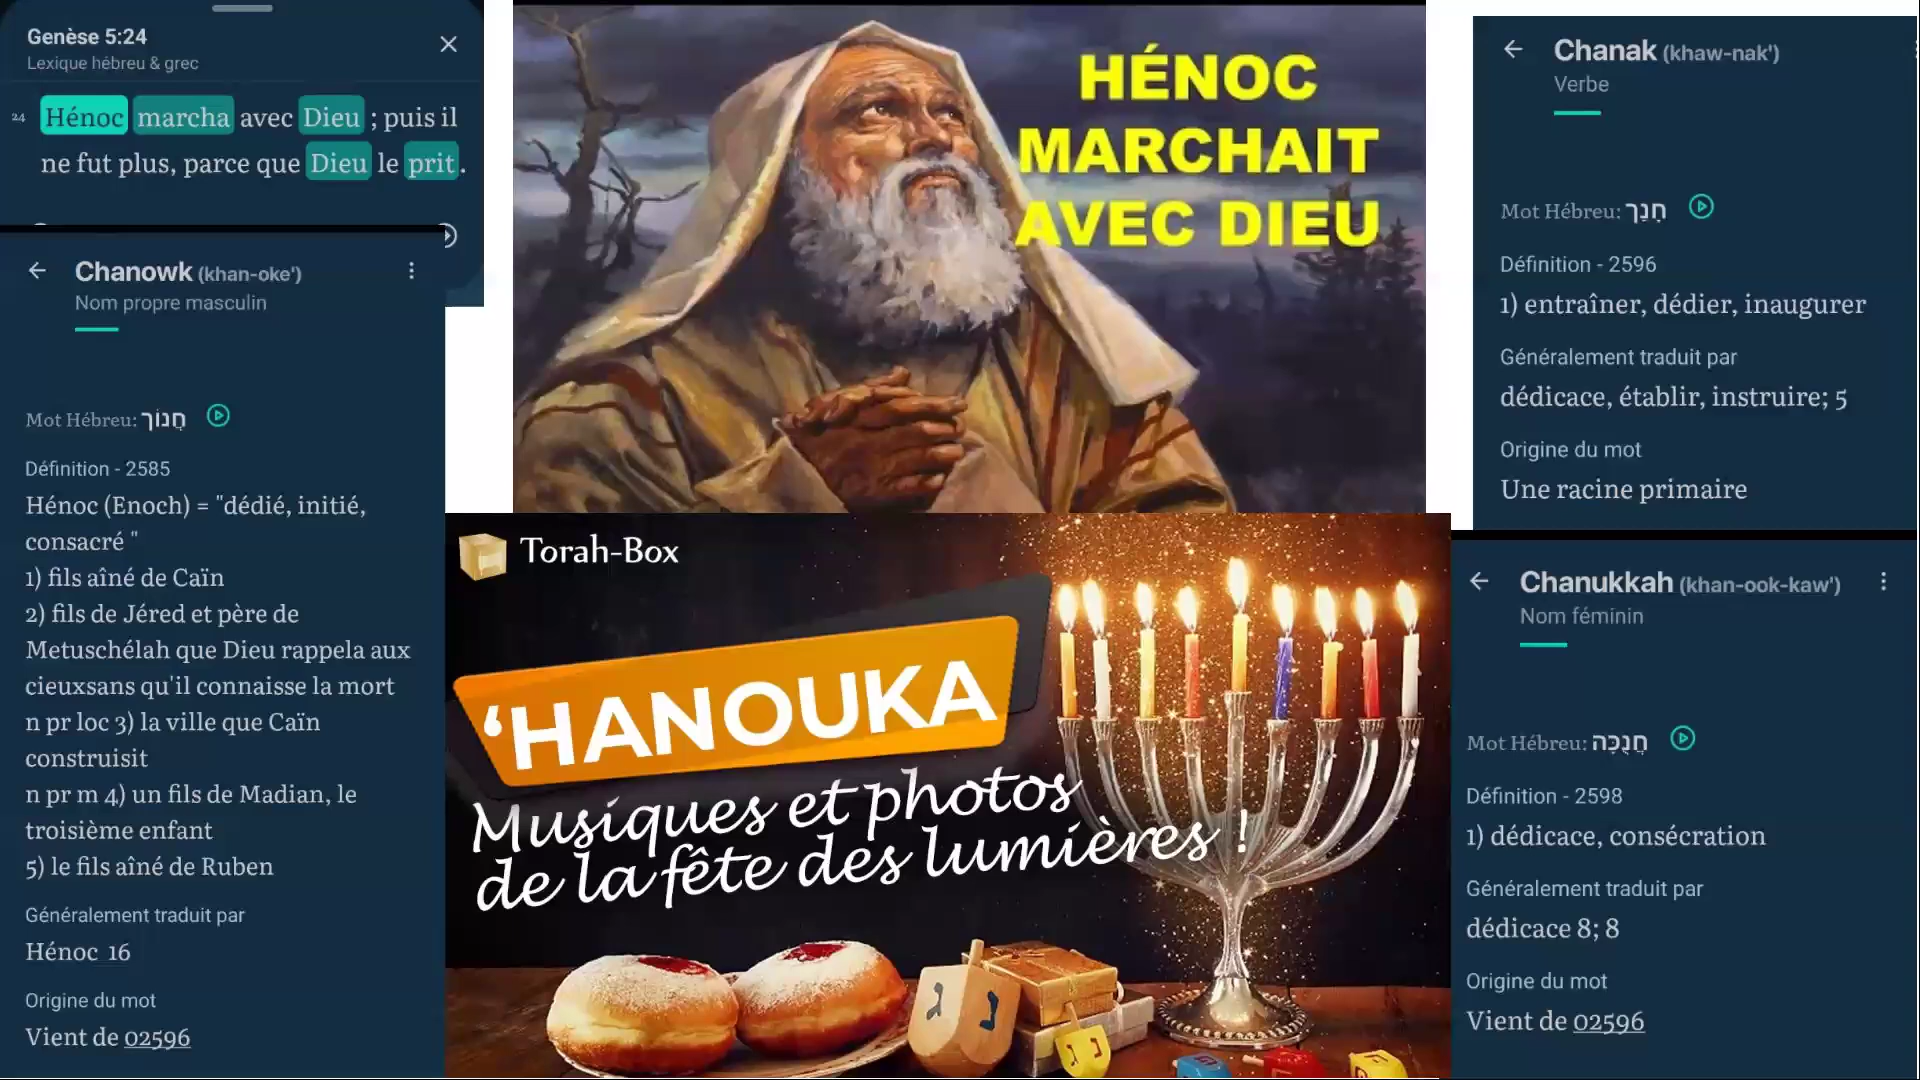 Genèse 5:24
Lexique hébreu & grec
24 Hénoc marcha avec Dieu ; puis il
ne fut plus, parce que Dieu le prit.
Chanowk (khan-oke')
Nom propre masculin
Mot Hébreu: חֲנוֹךְ
Définition - 2585
Hénoc (Enoch) = "dédié, initié,
consacré "
1) fils aîné de Caïn
2) fils de Jéred et père de
Metuschélah que Dieu rappela aux
cieuxsans qu'il connaisse la mort
n pr loc 3) la ville que Caïn
construisit
n pr m 4) un fils de Madian, le
troisième enfant
5) le fils aîné de Ruben
Généralement traduit par
Hénoc 16
Origine du mot
Vient de 02596
HÉNOC
MARCHAIT
AVEC DIEU
Torah-Box
‘HANOUKA
Musiques et photos
de la fête des lumières !
נ
נ
Chanak (khaw-nak')
Verbe
Mot Hébreu: חָנַךְ
Définition - 2596
1) entraîner, dédier, inaugurer
Généralement traduit par
dédicace, établir, instruire; 5
Origine du mot
Une racine primaire
Chanukkah (khan-ook-kaw')
Nom féminin
Mot Hébreu: חֲנֻכָּה
Définition - 2598
1) dédicace, consécration
Généralement traduit par
dédicace 8; 8
Origine du mot
Vient de 02596